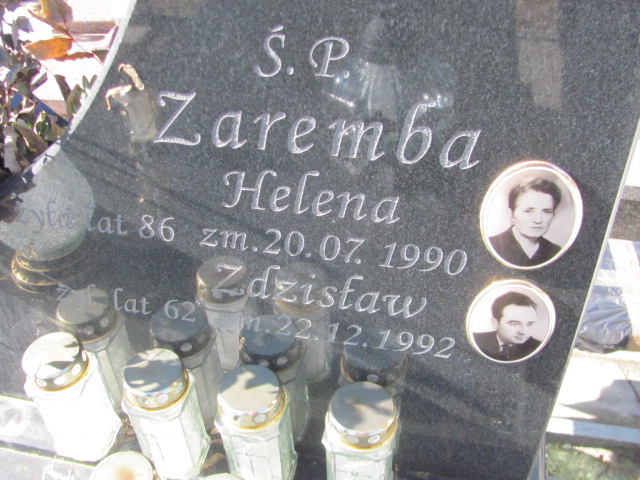 Ś. P.
Zaremba
Helena
żyła lat 86 zm. 20. 07. 1990
Zdzisław
żył lat 62 zm. 22. 12. 1992